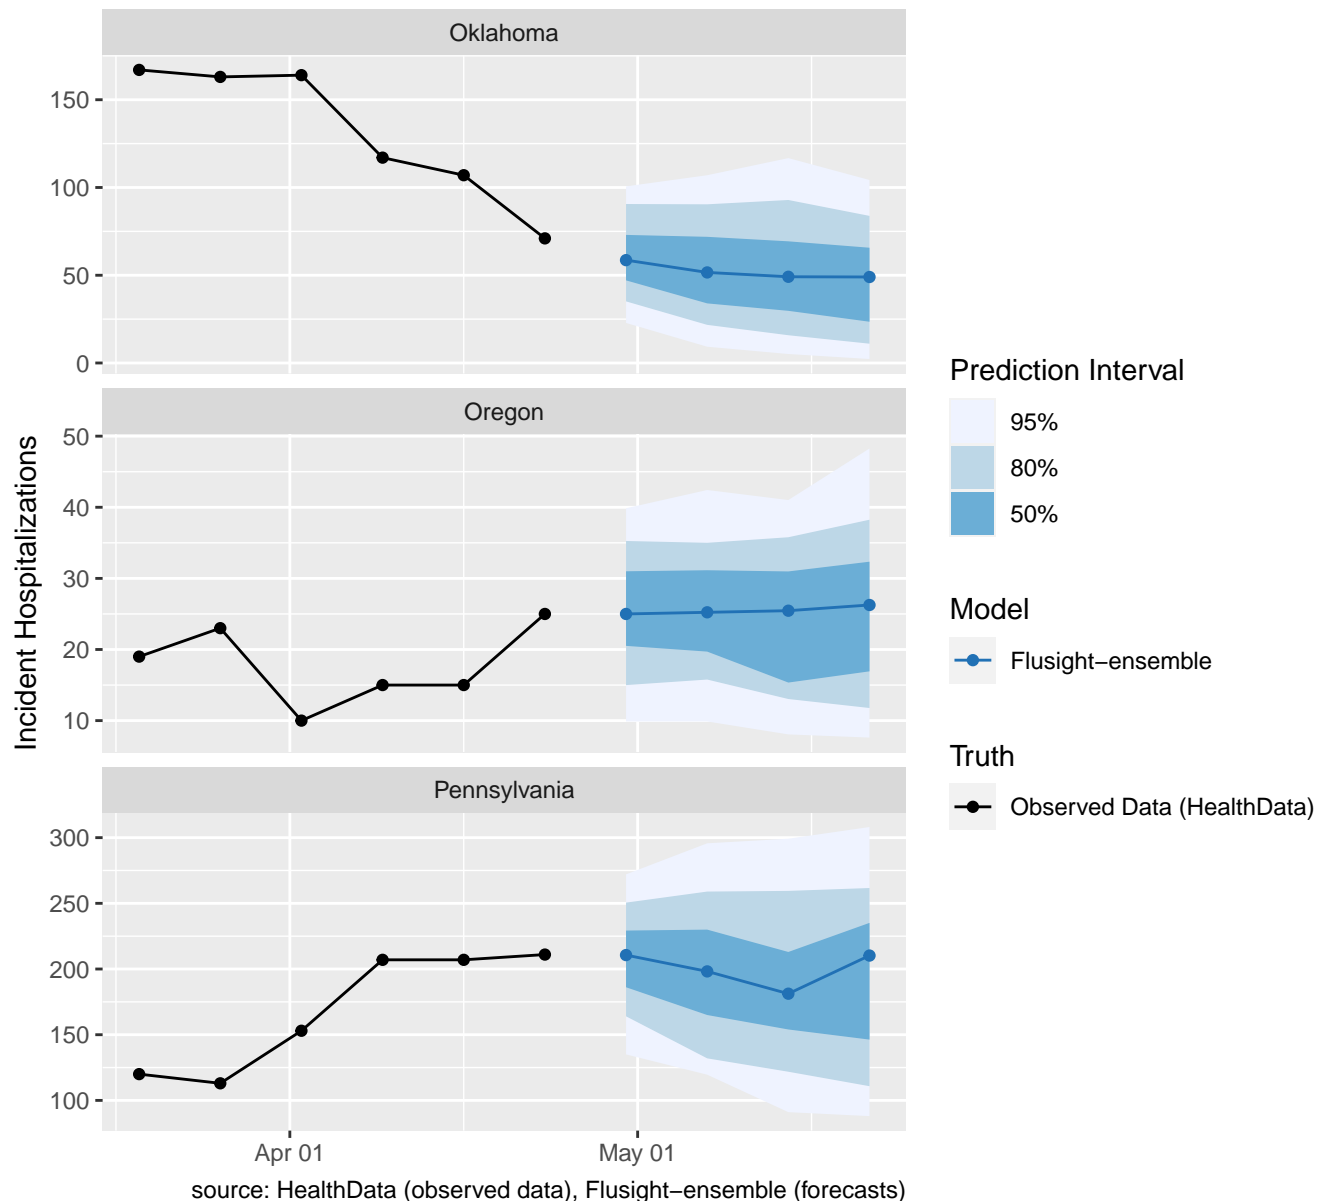 Oklahoma
150
100
50
0
Oregon
50
40
30
20
10
Pennsylvania
300
250
200
150
100
Apr 01
May 01
Incident Hospitalizations
source: HealthData (observed data), Flusight−ensemble (forecasts)
Prediction Interval
95%
80%
50%
Model
Flusight−ensemble
Truth
Observed Data (HealthData)